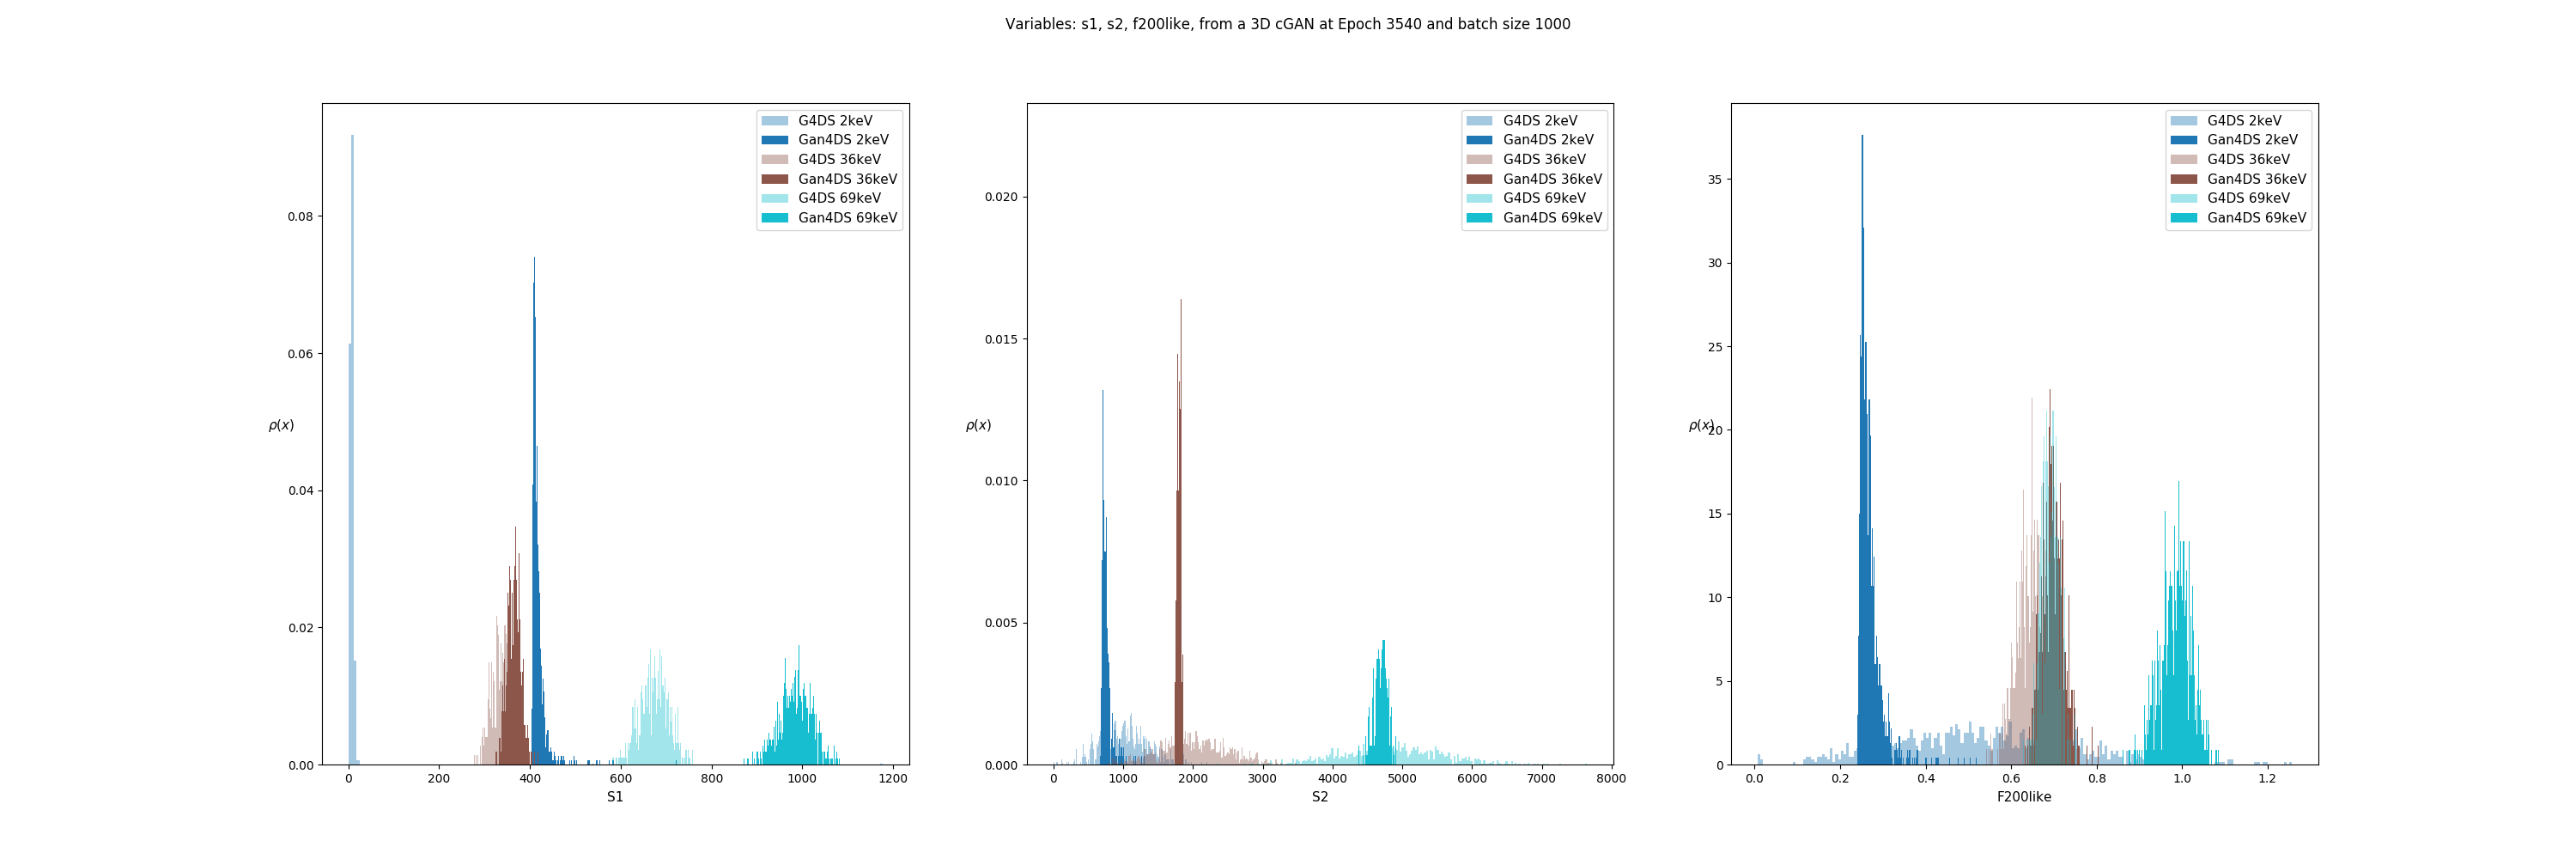 Variables: s1, s2, f200like, from a 3D cGAN at Epoch 3540 and batch size 1000
G4DS 2keV
Gan4DS 2keV
G4DS 36keV
Gan4DS 36keV
G4DS 69keV
Gan4DS 69keV
0.08
0.06
0.04
0.02
0.00
ρ(x)
0 200 400 600 800 1000 1200
S1
G4DS 2keV
Gan4DS 2keV
G4DS 36keV
Gan4DS 36keV
G4DS 69keV
Gan4DS 69keV
0.020
0.015
0.010
0.005
0.000
ρ(x)
0 1000 2000 3000 4000 5000 6000 7000 8000
S2
G4DS 2keV
Gan4DS 2keV
G4DS 36keV
Gan4DS 36keV
G4DS 69keV
Gan4DS 69keV
35
30
25
20
15
10
5
0
ρ(x)
0.0 0.2 0.4 0.6 0.8 1.0 1.2
F200like